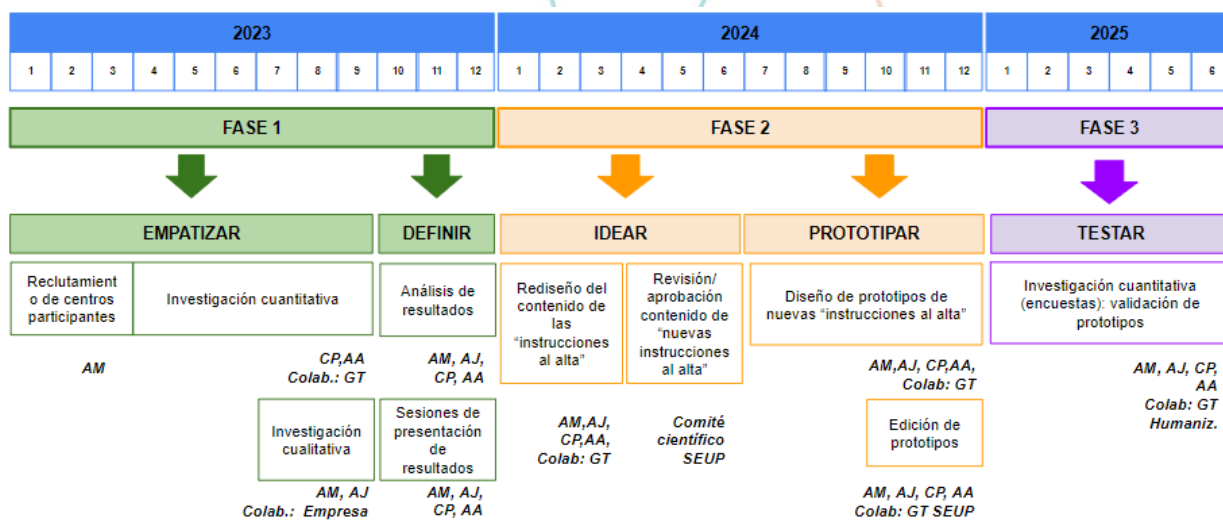 2023 2024 2025
1 2 3 4 5 6 7 8 9 10 11 12 1 2 3 4 5 6 7 8 9 10 11 12 1 2 3 4 5 6
FASE 1 FASE 2 FASE 3
EMPATIZAR DEFINIR IDEAR PROTOTIPAR TESTAR
Reclutamient
o de centros
participantes
Investigación cuantitativa
Análisis de
resultados
Rediseño del
contenido de
las
"instrucciones
al alta"
Revisión/
aprobación
contenido de
"nuevas
instrucciones
al alta"
Diseño de prototipos de
nuevas "instrucciones al alta"
Investigación cuantitativa
(encuestas): validación de
prototipos
AM
CP,AA
Colab.: GT
AM, AJ,
CP, AA
AM,AJ, CP,AA,
Colab: GT
AM, AJ, CP,
AA
Colab: GT
Humaniz.
Investigación
cualitativa
Sesiones de
presentación
de
resultados
AM,AJ,
CP,AA,
Colab: GT
Comité
científico
SEUP
Edición de
prototipos
AM, AJ
Colab.: Empresa
AM, AJ,
CP, AA
AM, AJ, CP, AA
Colab: GT SEUP